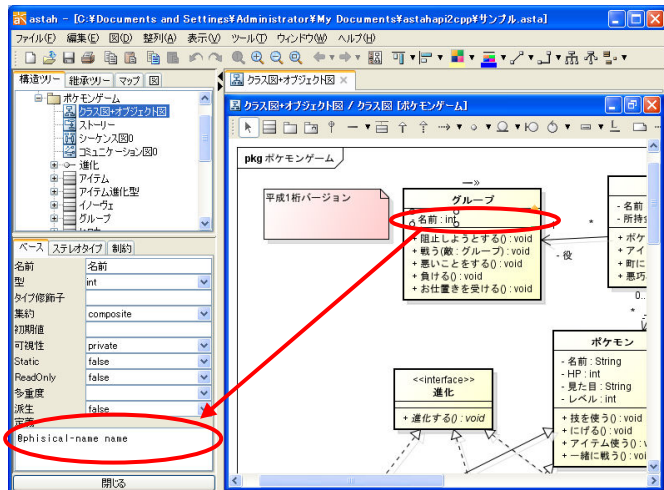 astah - [C:¥Documents and Settings¥Administrator¥My Documents¥astahapi2cpp¥サンプル.asta]
ファイル(F) 編集(E) 図(D) 整列(A) 表示(V) ツール(T) ウィンドウ(W) ヘルプ(H)
構造ツリー 継承ツリー マップ 図
ポケモンゲーム
クラス図+オブジェクト図
ストーリー
シーケンス図0
コミュニケーション図0
進化
アイテム
アイテム進化型
イノーヴェ
グループ
ベース ステレオタイプ 制約
名前 名前
型 int
タイプ修飾子
集約 composite
初期値
可視性 private
Static false
ReadOnly false
多重度
派生 false
定義
@phisical-name name
閉じる
クラス図+オブジェクト図
クラス図+オブジェクト図 / クラス図 [ポケモンゲーム]
pkg ポケモンゲーム
平成1桁バージョン
グループ
- 名前 : int
+ 阻止しようとする() : void
+ 戦う(敵 : グループ) : void
+ 悪いことをする() : void
+ 負ける() : void
+ お仕置きを受ける() : void
*
- 役
- 名前
- 所持金
+ ポケ
+ アイ
+ 町に
+ 悪巧
0..
*
ポケモン
- 名前 : String
- HP : int
- 見た目 : String
- レベル : int
+ 技を使う() : void
+ にげる() : void
+ アイテム使う() : v
+ 一緒に戦う() : voi
<<interface>>
進化
+ 進化する() : void